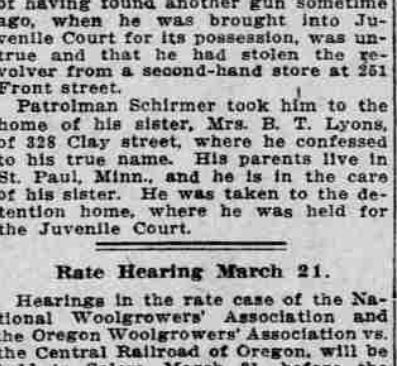 of having found another gun sometime
ago, when he was brought into Ju-
venile Court for its possession, was un-
true and that he had stolen the re-
volver from a second-hand store at 251
Front street.
Patrolman Schirmer took him to the
home of his sister, Mrs. B. T. Lyons,
of 328 Clay street, where he confessed
to his true name. His parents live in
St. Paul, Minn., and he is in the care
of his sister. He was taken to the de-
tention home, where he was held for
the Juvenile Court.
Rate Hearing March 21.
Hearings in the rate case of the Na-
tional Woolgrowers' Association and
the Oregon Woolgrowers' Association vs.
the Central Railroad of Oregon, will be
March 21, before the